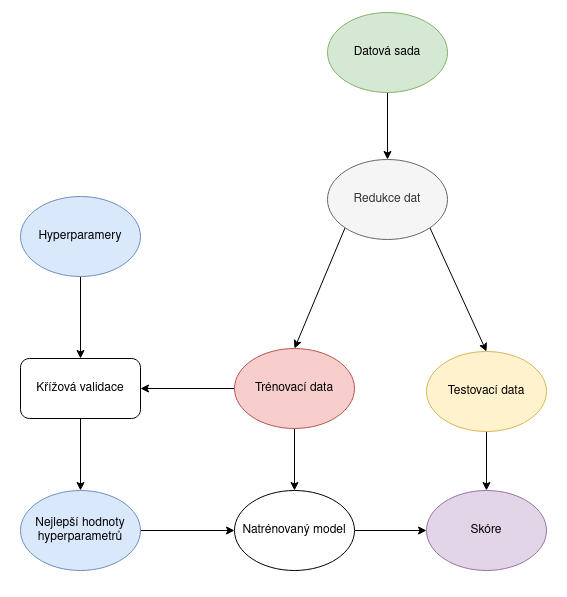 Datová sada
Redukce dat
Hyperparamery
Křížová validace
Trénovací data
Testovací data
Nejlepší hodnoty
hyperparametrů
Natrénovaný model
Skóre